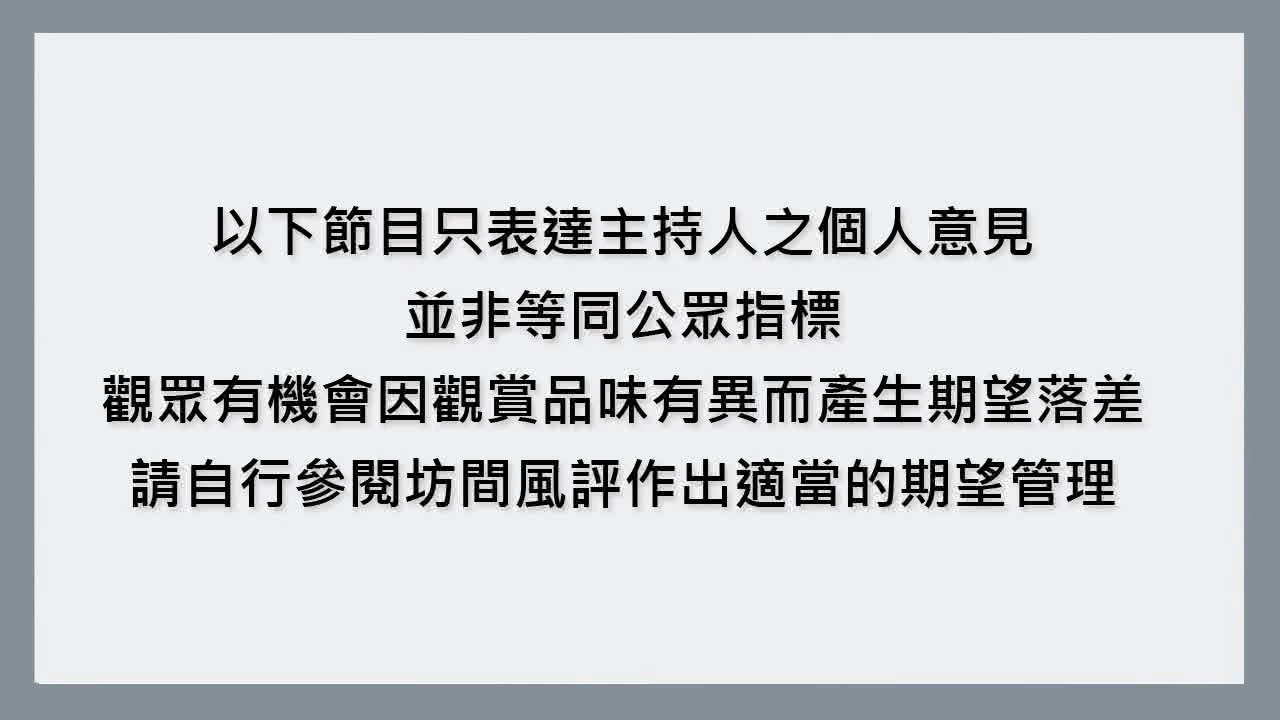 以下節目只表達主持人之個人意見
並非等同公眾指標
觀眾有機會因觀賞品味有異而產生期望落差
請自行參閱坊間風評作出適當的期望管理